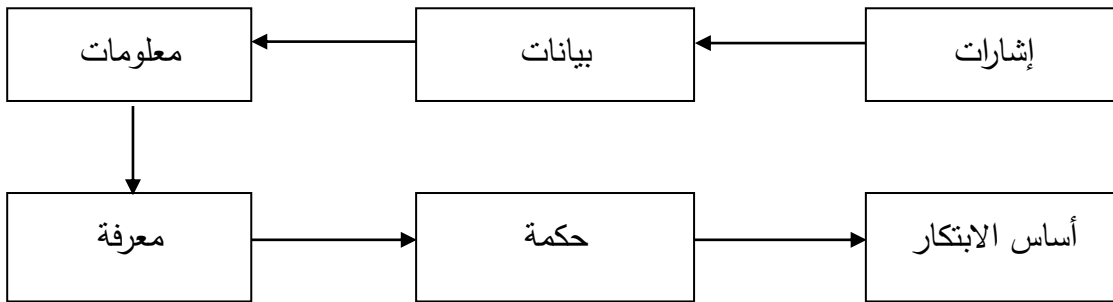 إشارات
بيانات
معلومات
معرفة
حكمة
أساس الابتكار